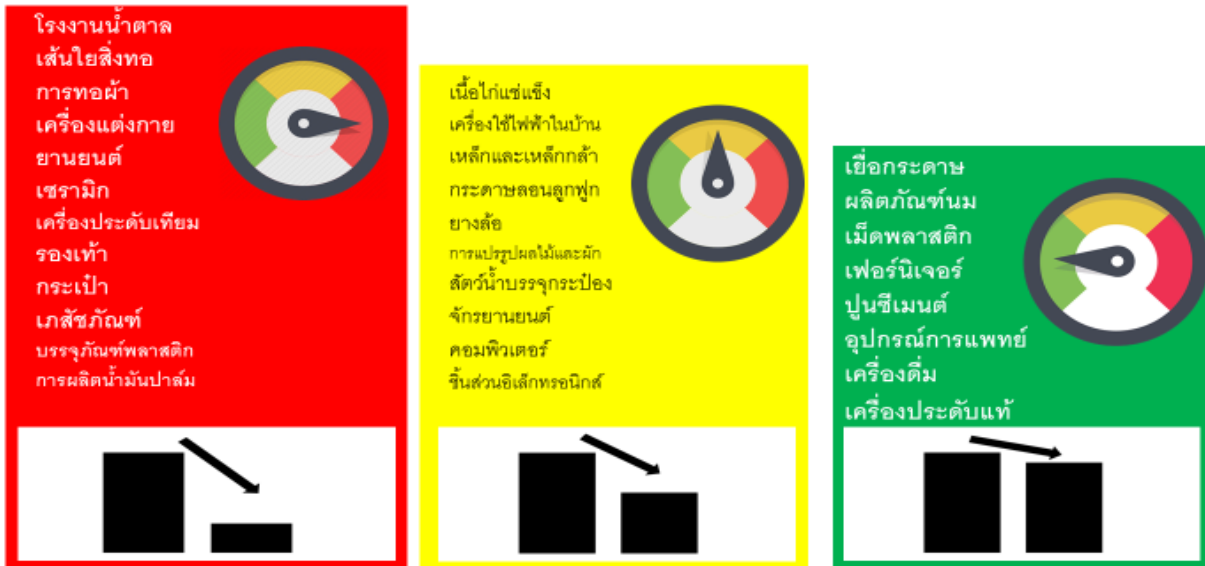 โรงงานน้ำตาล
เส้นใยสิ่งทอ
การทอผ้า
เครื่องแต่งกาย
ยานยนต์
เซรามิก
เครื่องประดับเทียม
รองเท้า
กระเป๋า
เภสัชภัณฑ์
บรรจุภัณฑ์พลาสติก
การผลิตน้ำมันปาล์ม
เนื้อไก่แช่แข็ง
เครื่องใช้ไฟฟ้าในบ้าน
เหล็กและเหล็กกล้า
กระดาษลอนลูกฟูก
ยางล้อ
การแปรรูปผลไม้และผัก
สัตว์น้ำบรรจุกระป๋อง
จักรยานยนต์
คอมพิวเตอร์
ชิ้นส่วนอิเล็กทรอนิกส์
เยื่อกระดาษ
ผลิตภัณฑ์นม
เม็ดพลาสติก
เฟอร์นิเจอร์
ปูนซีเมนต์
อุปกรณ์การแพทย์
เครื่องดื่ม
เครื่องประดับแท้